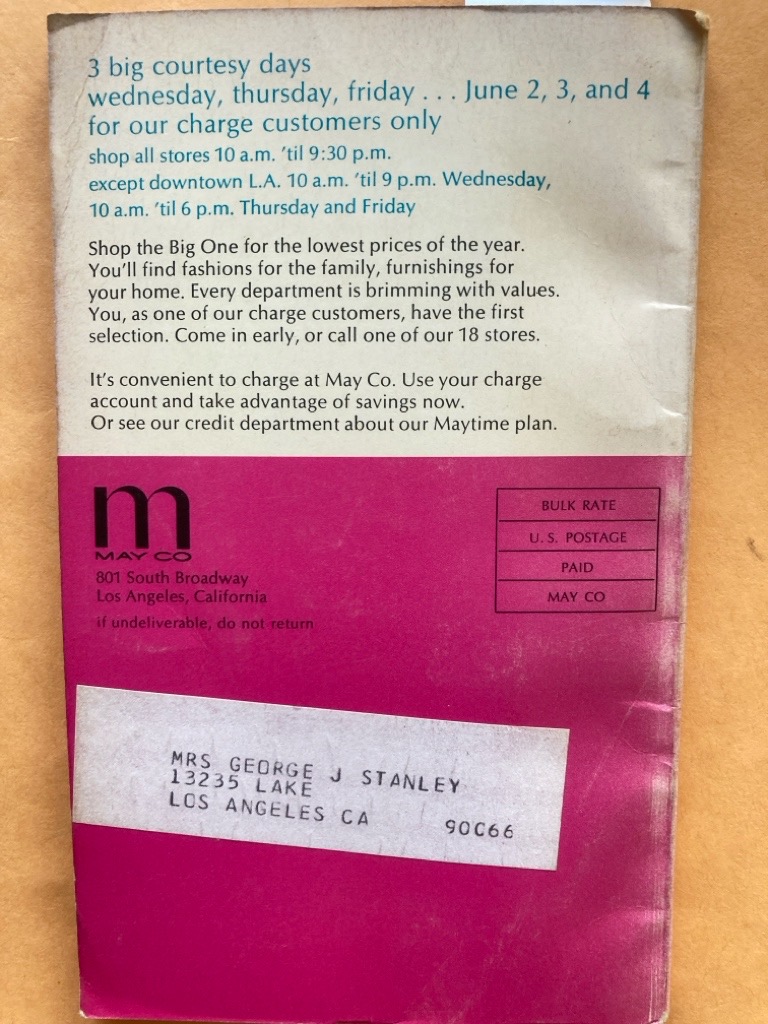 3 big courtesy days
wednesday, thursday, friday . . . June 2, 3, and 4
for our charge customers only
shop all stores 10 a.m. 'til 9:30 p.m.
except downtown L.A. 10 a.m. 'til 9 p.m. Wednesday,
10 a.m. 'til 6 p.m. Thursday and Friday
Shop the Big One for the lowest prices of the year.
You'll find fashions for the family, furnishings for
your home. Every department is brimming with values.
You, as one of our charge customers, have the first
selection. Come in early, or call one of our 18 stores.
It's convenient to charge at May Co. Use your charge
account and take advantage of savings now.
Or see our credit department about our Maytime plan.
m
MAY CO
801 South Broadway
Los Angeles, California
if undeliverable, do not return
BULK RATE
U. S. POSTAGE
PAID
MAY CO
MRS GEORGE J STANLEY
13235 LAKE
LOS ANGELES CA 90C66